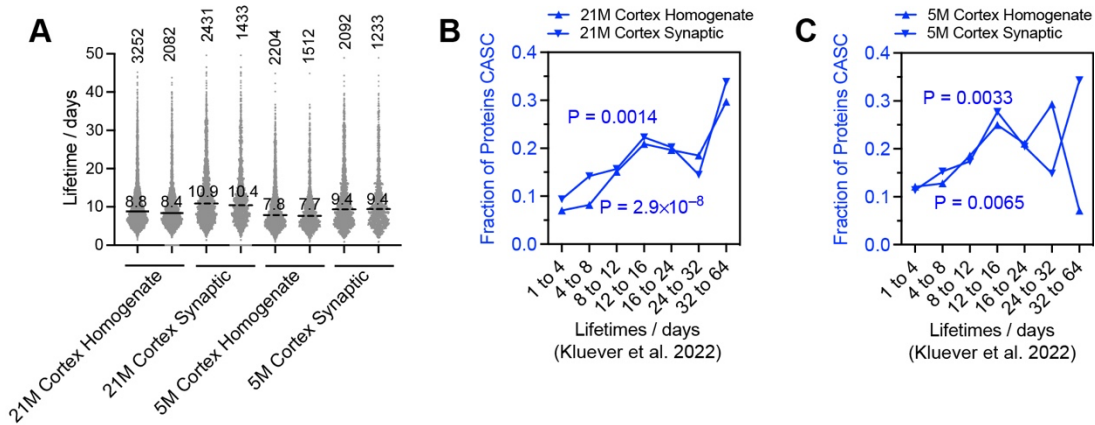 A
3252
2082
2431
1433
2204
1512
2092
1233
50
40
30
20
10
0
Lifetime / days
8.8
8.4
10.9
10.4
7.8
7.7
9.4
9.4
21M Cortex Homogenate
21M Cortex Synaptic
5M Cortex Homogenate
5M Cortex Synaptic
B
21M Cortex Homogenate
21M Cortex Synaptic
0.4
0.3
0.2
0.1
0.0
Fraction of Proteins CASC
P = 0.0014
P = 2.9×10⁻⁸
1 to 4
4 to 8
8 to 12
12 to 16
16 to 24
24 to 32
32 to 64
Lifetimes / days
(Kluever et al. 2022)
C
5M Cortex Homogenate
5M Cortex Synaptic
0.4
0.3
0.2
0.1
0.0
Fraction of Proteins CASC
P = 0.0033
P = 0.0065
1 to 4
4 to 8
8 to 12
12 to 16
16 to 24
24 to 32
32 to 64
Lifetimes / days
(Kluever et al. 2022)